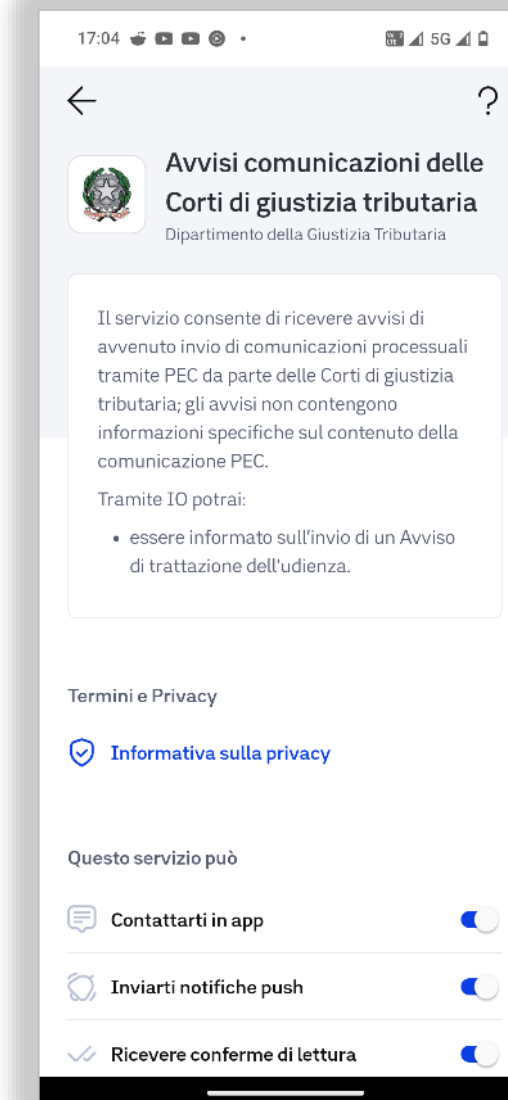 17:04
5G
?
Avvisi comunicazioni delle
Corti di giustizia tributaria
Dipartimento della Giustizia Tributaria
Il servizio consente di ricevere avvisi di
avvenuto invio di comunicazioni processuali
tramite PEC da parte delle Corti di giustizia
tributaria; gli avvisi non contengono
informazioni specifiche sul contenuto della
comunicazione PEC.
Tramite IO potrai:
• essere informato sull'invio di un Avviso
di trattazione dell'udienza.
Termini e Privacy
Informativa sulla privacy
Questo servizio può
Contattarti in app
Inviarti notifiche push
Ricevere conferme di lettura